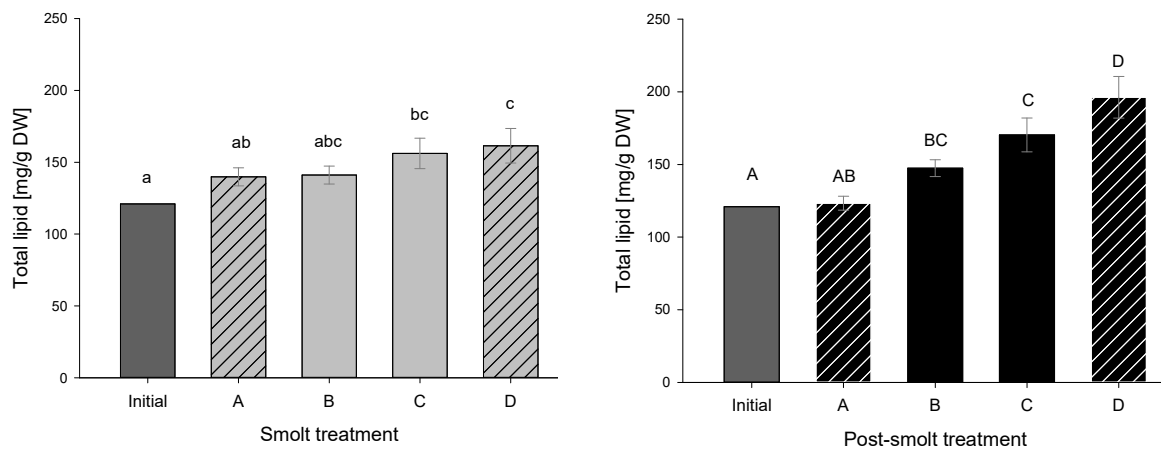 250
200
150
100
50
0
Total lipid [mg/g DW]
a
ab
abc
bc
c
Initial A B C D
Smolt treatment
250
200
150
100
50
0
Total lipid [mg/g DW]
A
AB
BC
C
D
Initial A B C D
Post-smolt treatment